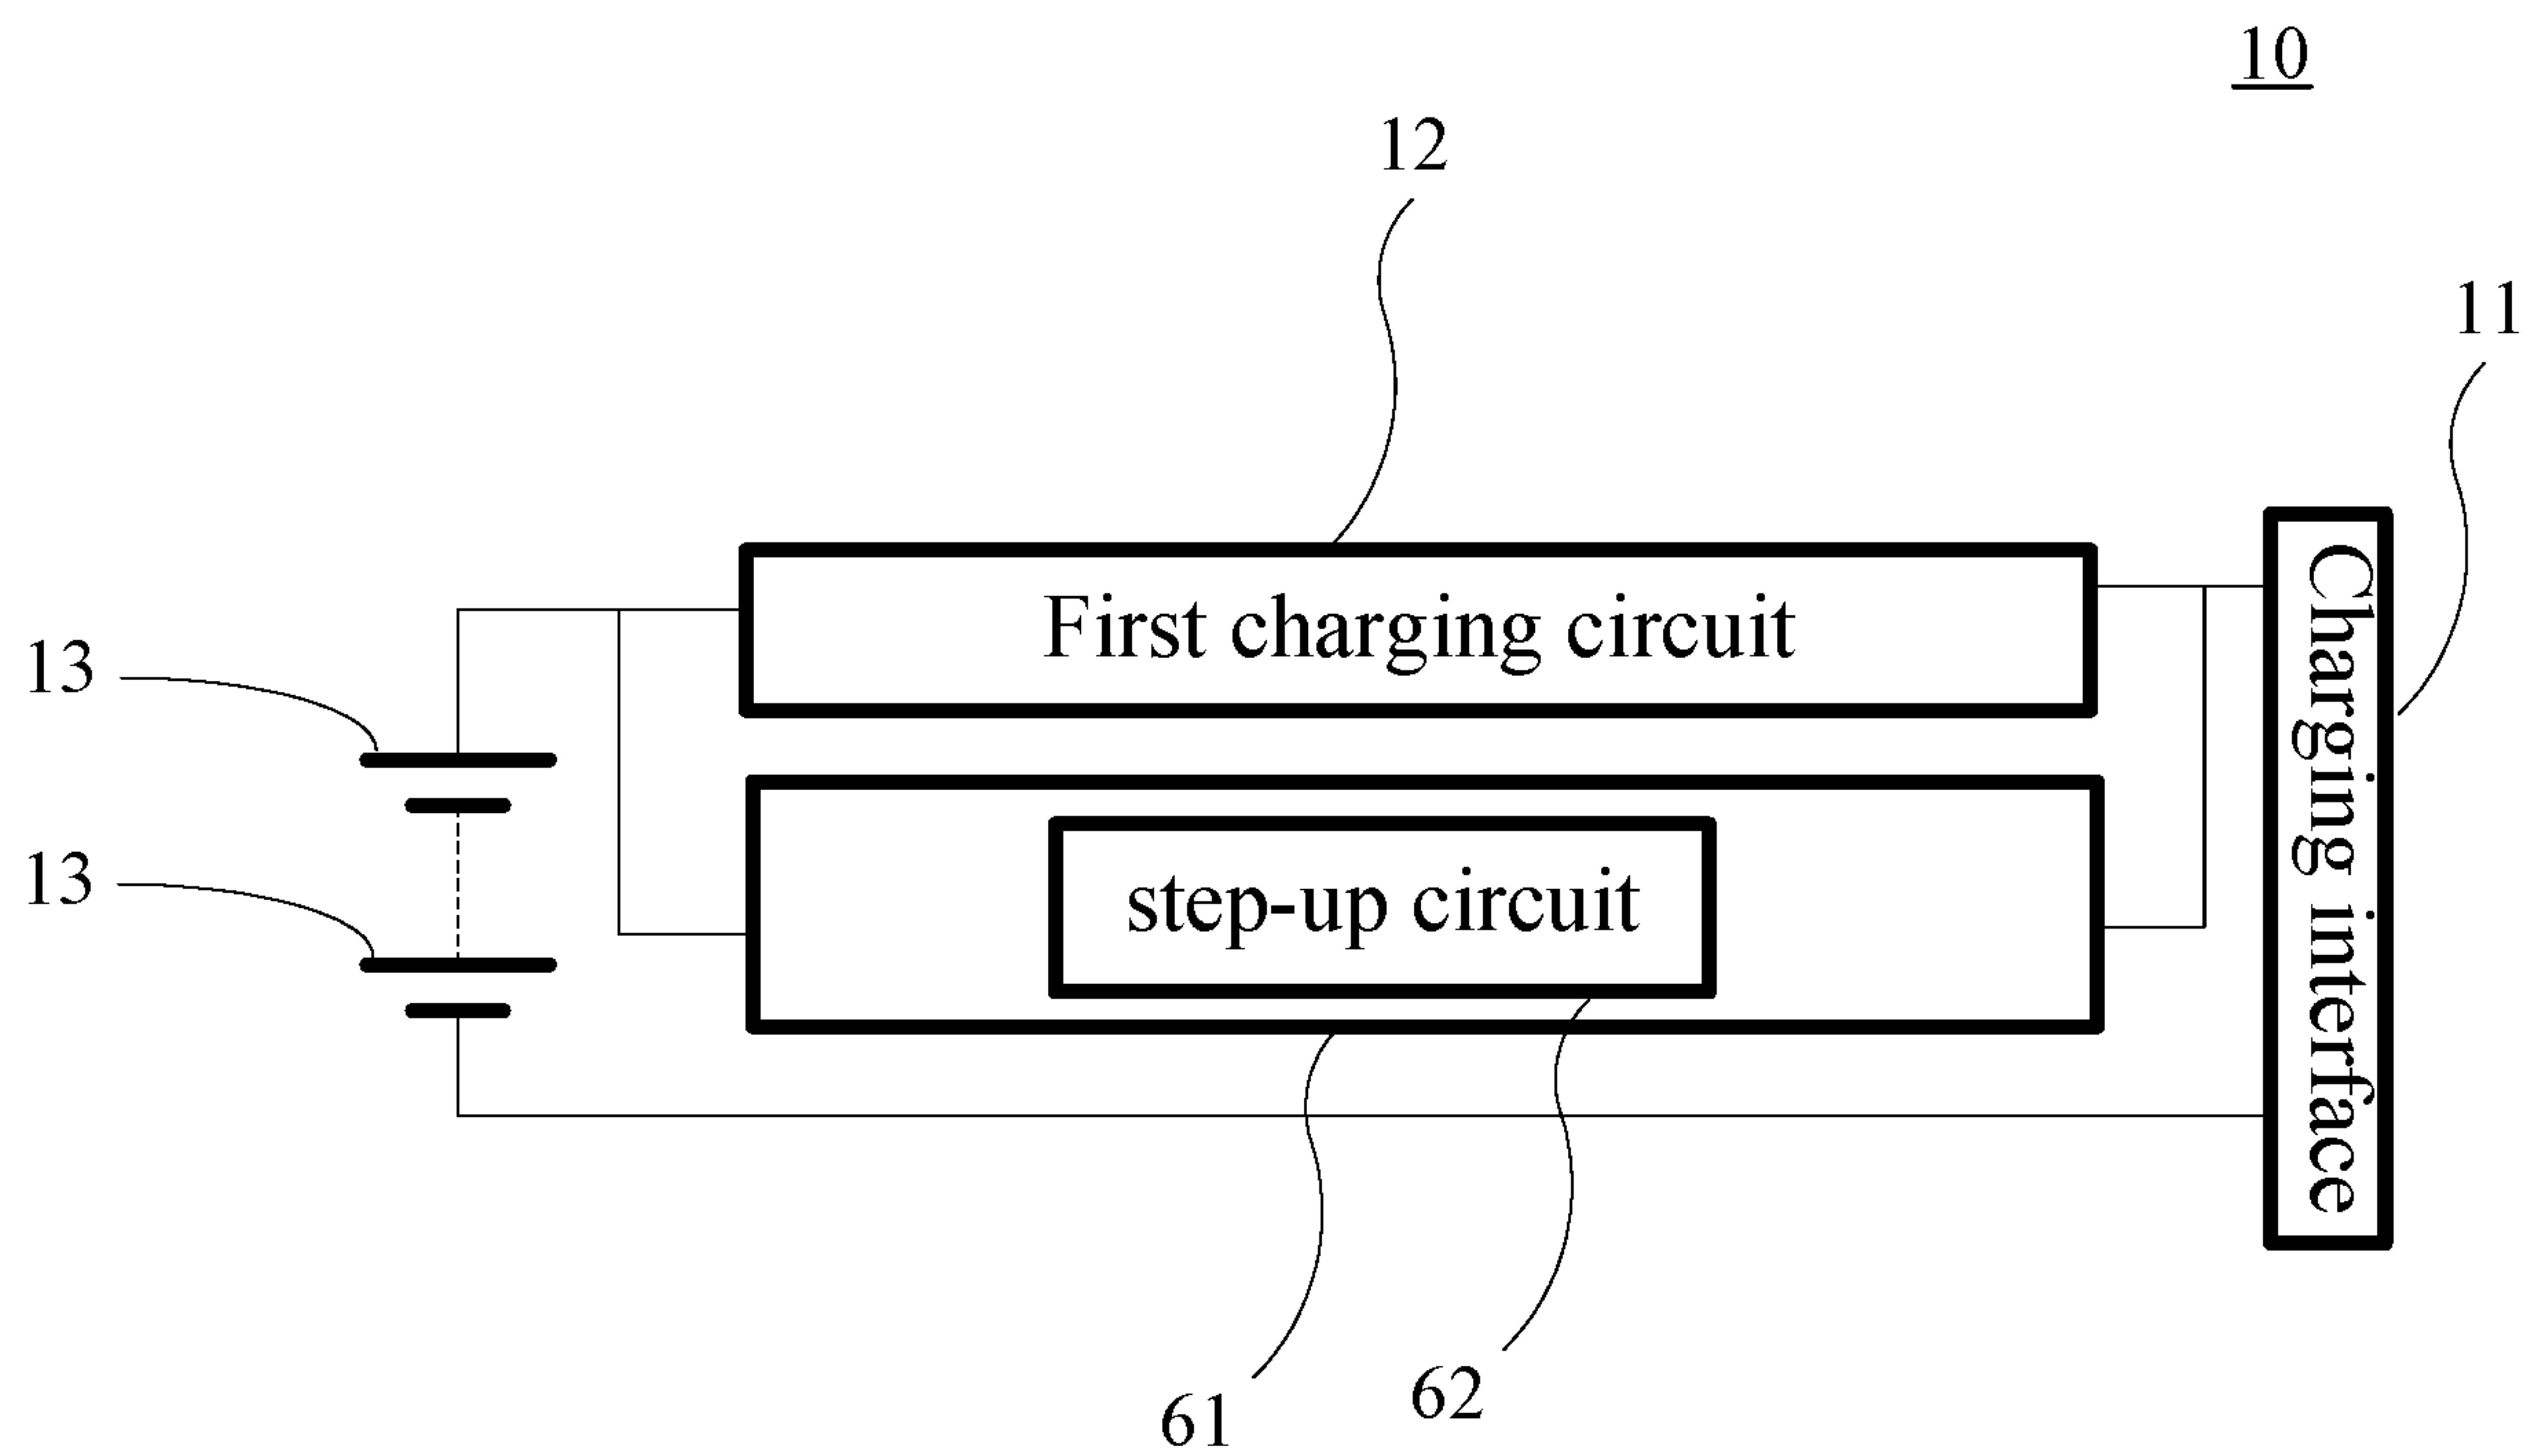 10
12
11
First charging circuit
13
Charging interface
step-up circuit
13
62
61